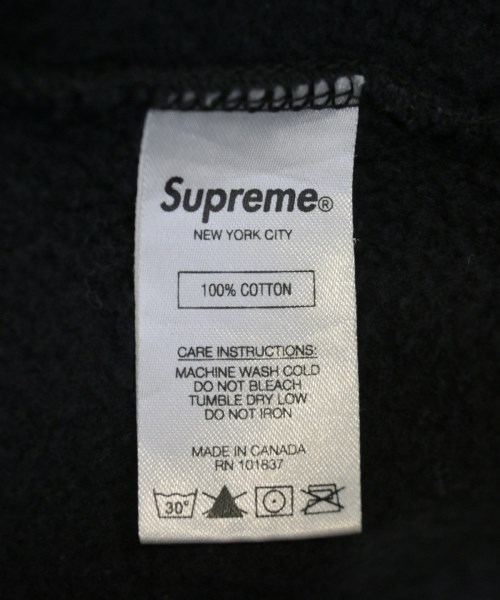 Supreme®
NEW YORK CITY
100% COTTON
CARE INSTRUCTIONS:
MACHINE WASH COLD
DO NOT BLEACH
TUMBLE DRY LOW
DO NOT IRON
MADE IN CANADA
RN 101837
30°